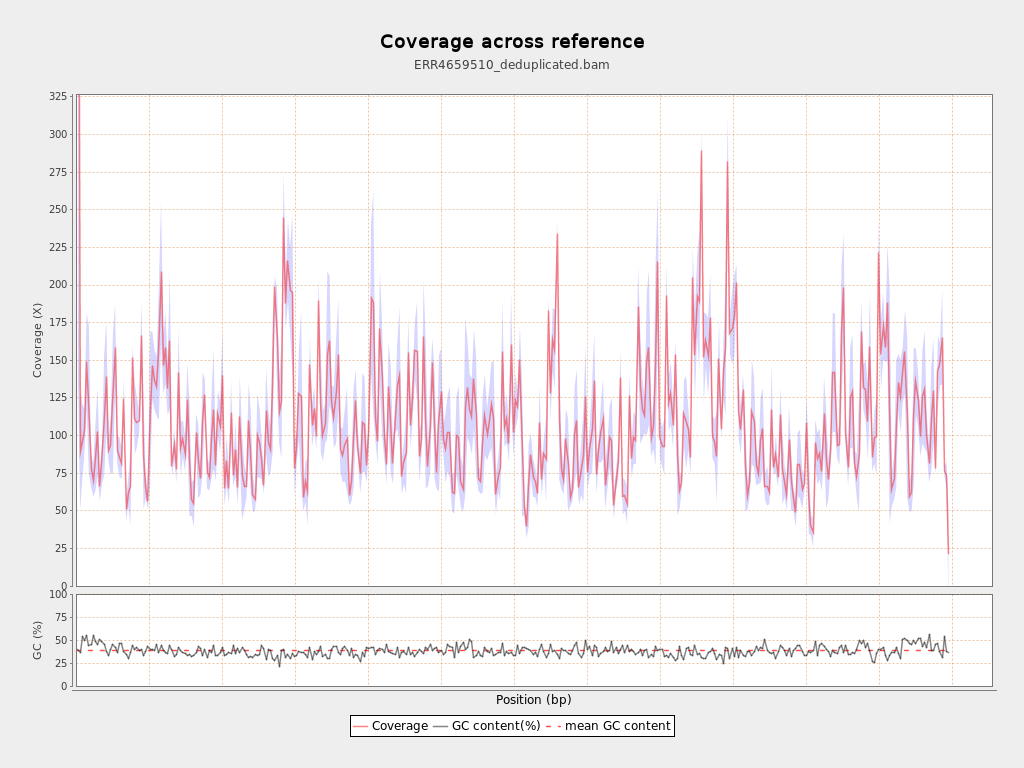 Coverage across reference
ERR4659510_deduplicated.bam
Coverage (X)
325
300
275
250
225
200
175
150
125
100
75
50
25
0
GC (%)
100
75
50
25
0
Position (bp)
Coverage
GC content(%)
mean GC content